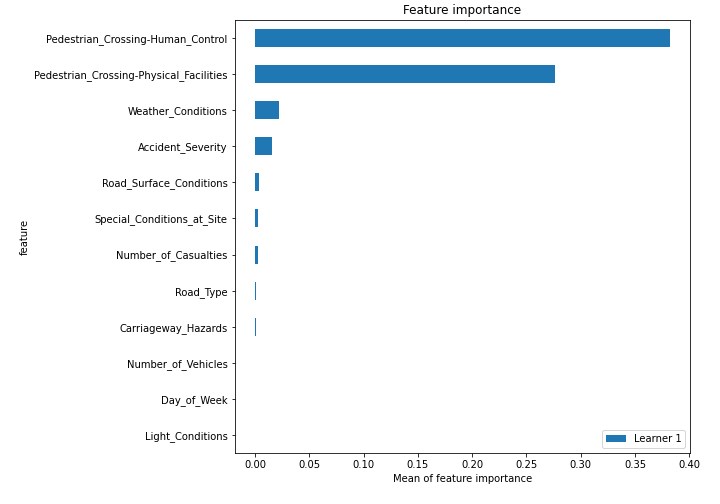 Feature importance
Pedestrian_Crossing-Human_Control
Pedestrian_Crossing-Physical_Facilities
Weather_Conditions
Accident_Severity
Road_Surface_Conditions
Special_Conditions_at_Site
Number_of_Casualties
Road_Type
Carriageway_Hazards
Number_of_Vehicles
Day_of_Week
Light_Conditions
feature
Learner 1
0.00 0.05 0.10 0.15 0.20 0.25 0.30 0.35 0.40
Mean of feature importance